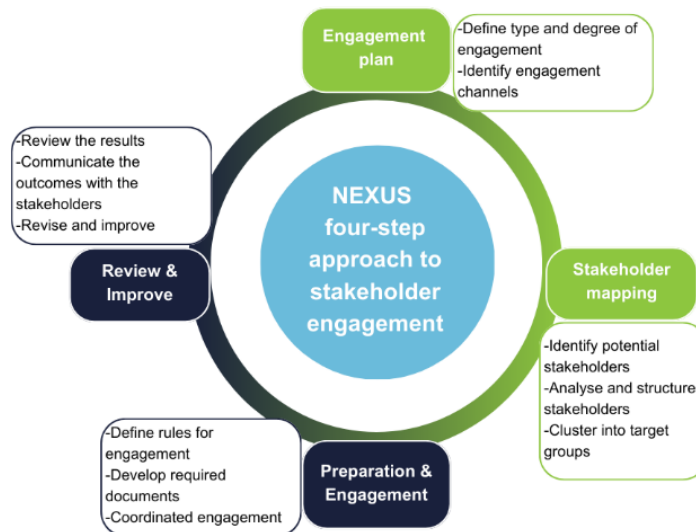 Engagement
plan
-Define type and degree of
engagement
-Identify engagement
channels
-Review the results
-Communicate the
outcomes with the
stakeholders
-Revise and improve
Review &
Improve
NEXUS
four-step
approach to
stakeholder
engagement
Stakeholder
mapping
-Identify potential
stakeholders
-Analyse and structure
stakeholders
-Cluster into target
groups
-Define rules for
engagement
-Develop required
documents
-Coordinated engagement
Preparation &
Engagement